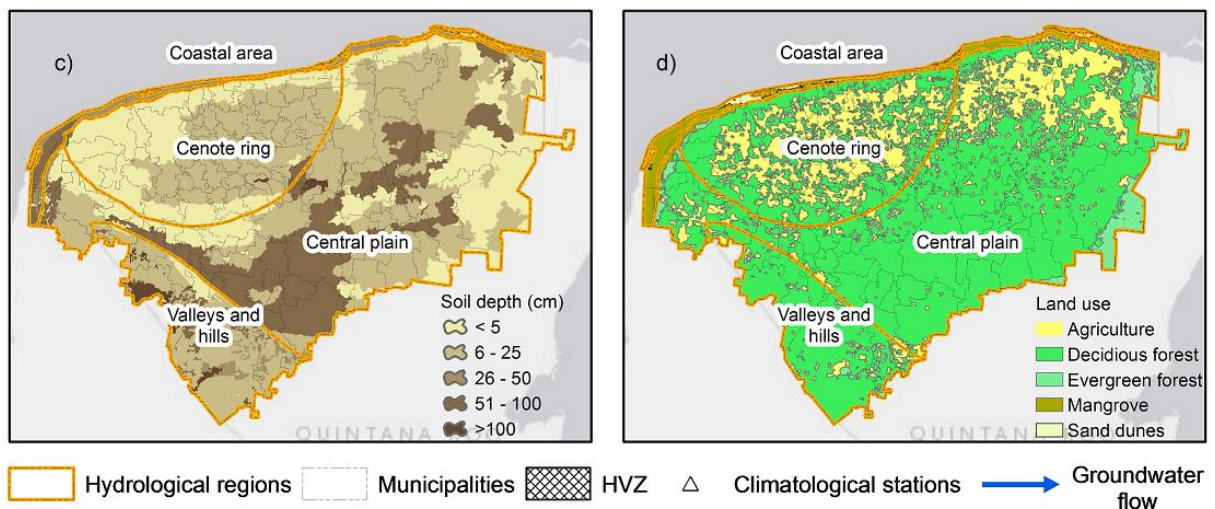 c)
Coastal area
Cenote ring
Central plain
Valleys and
hills
Soil depth (cm)
< 5
6 - 25
26 - 50
51 - 100
>100
QUINTANA
d)
Coastal area
Cenote ring
Central plain
Valleys and
hills
Land use
Agriculture
Decidious forest
Evergreen forest
Mangrove
Sand dunes
QUINTANA
Hydrological regions
Municipalities
HVZ
Climatological stations
Groundwater
flow